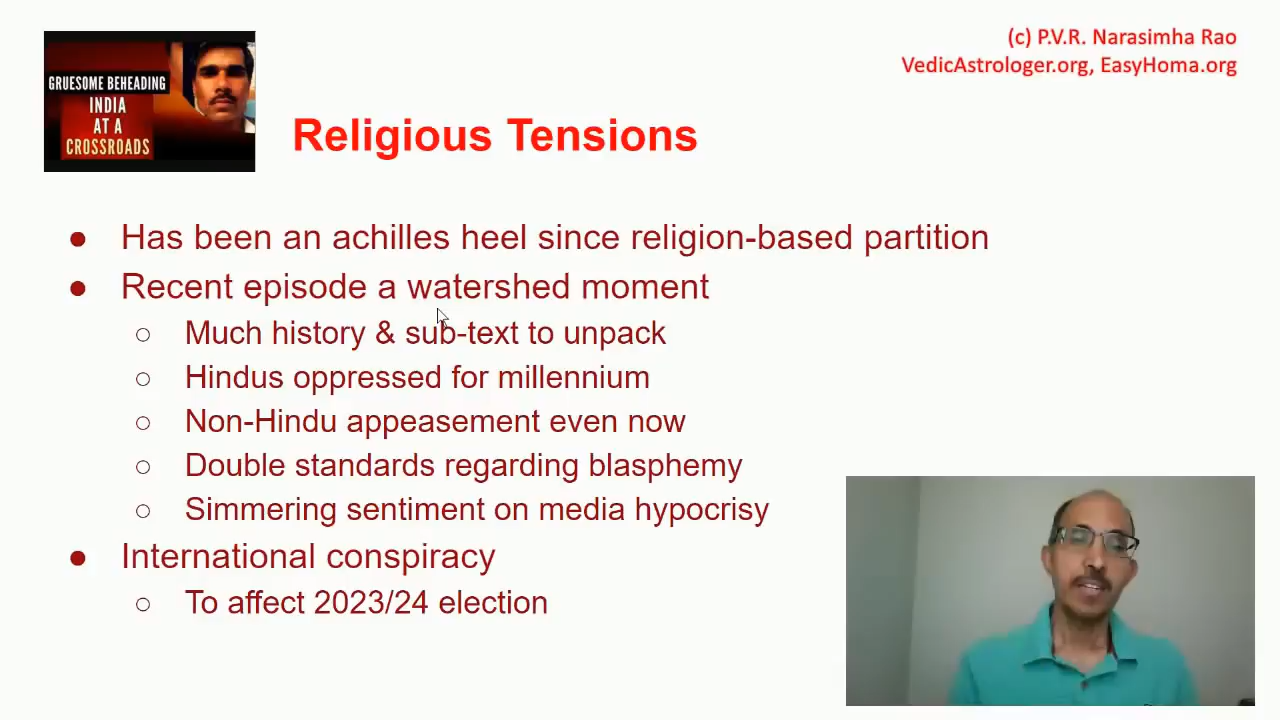 (c) P.V.R. Narasimha Rao
VedicAstrologer.org, EasyHoma.org
GRUESOME BEHEADING
INDIA
AT A
CROSSROADS
Religious Tensions
● Has been an achilles heel since religion-based partition
● Recent episode a watershed moment
○ Much history & sub-text to unpack
○ Hindus oppressed for millennium
○ Non-Hindu appeasement even now
○ Double standards regarding blasphemy
○ Simmering sentiment on media hypocrisy
● International conspiracy
○ To affect 2023/24 election